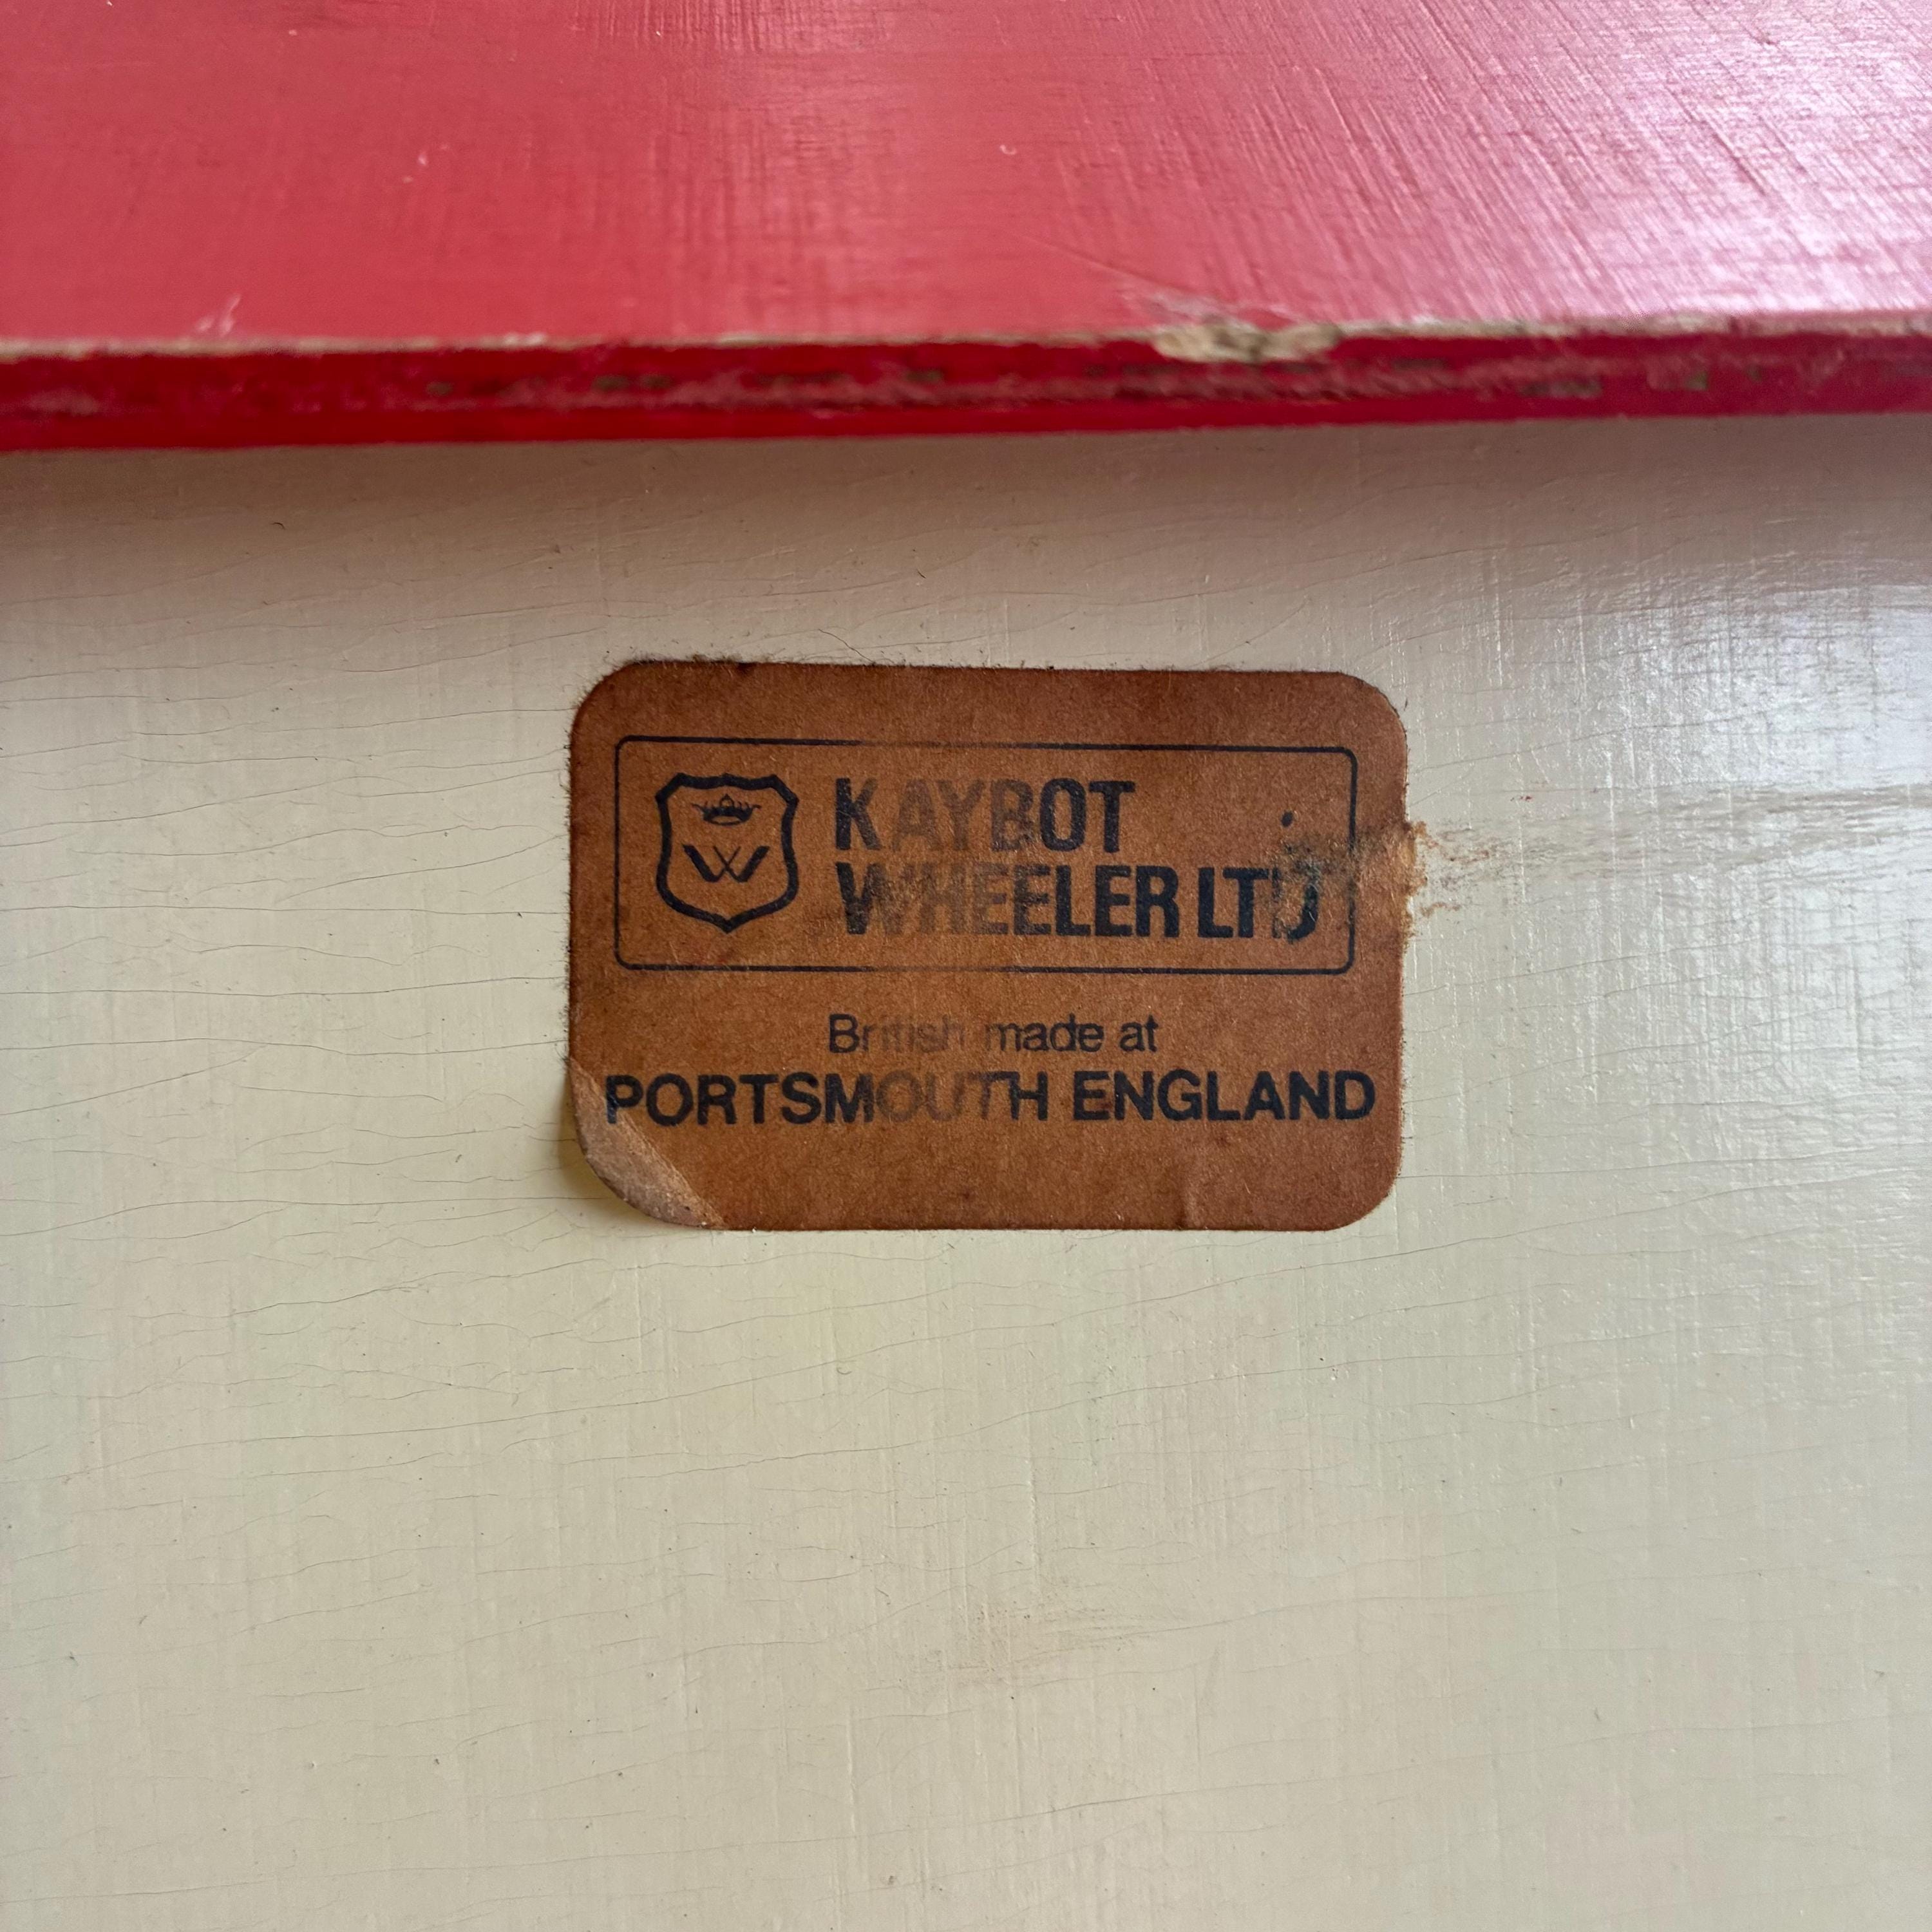 W
KAYBOT
WHEELER LTD
British made at
PORTSMOUTH ENGLAND